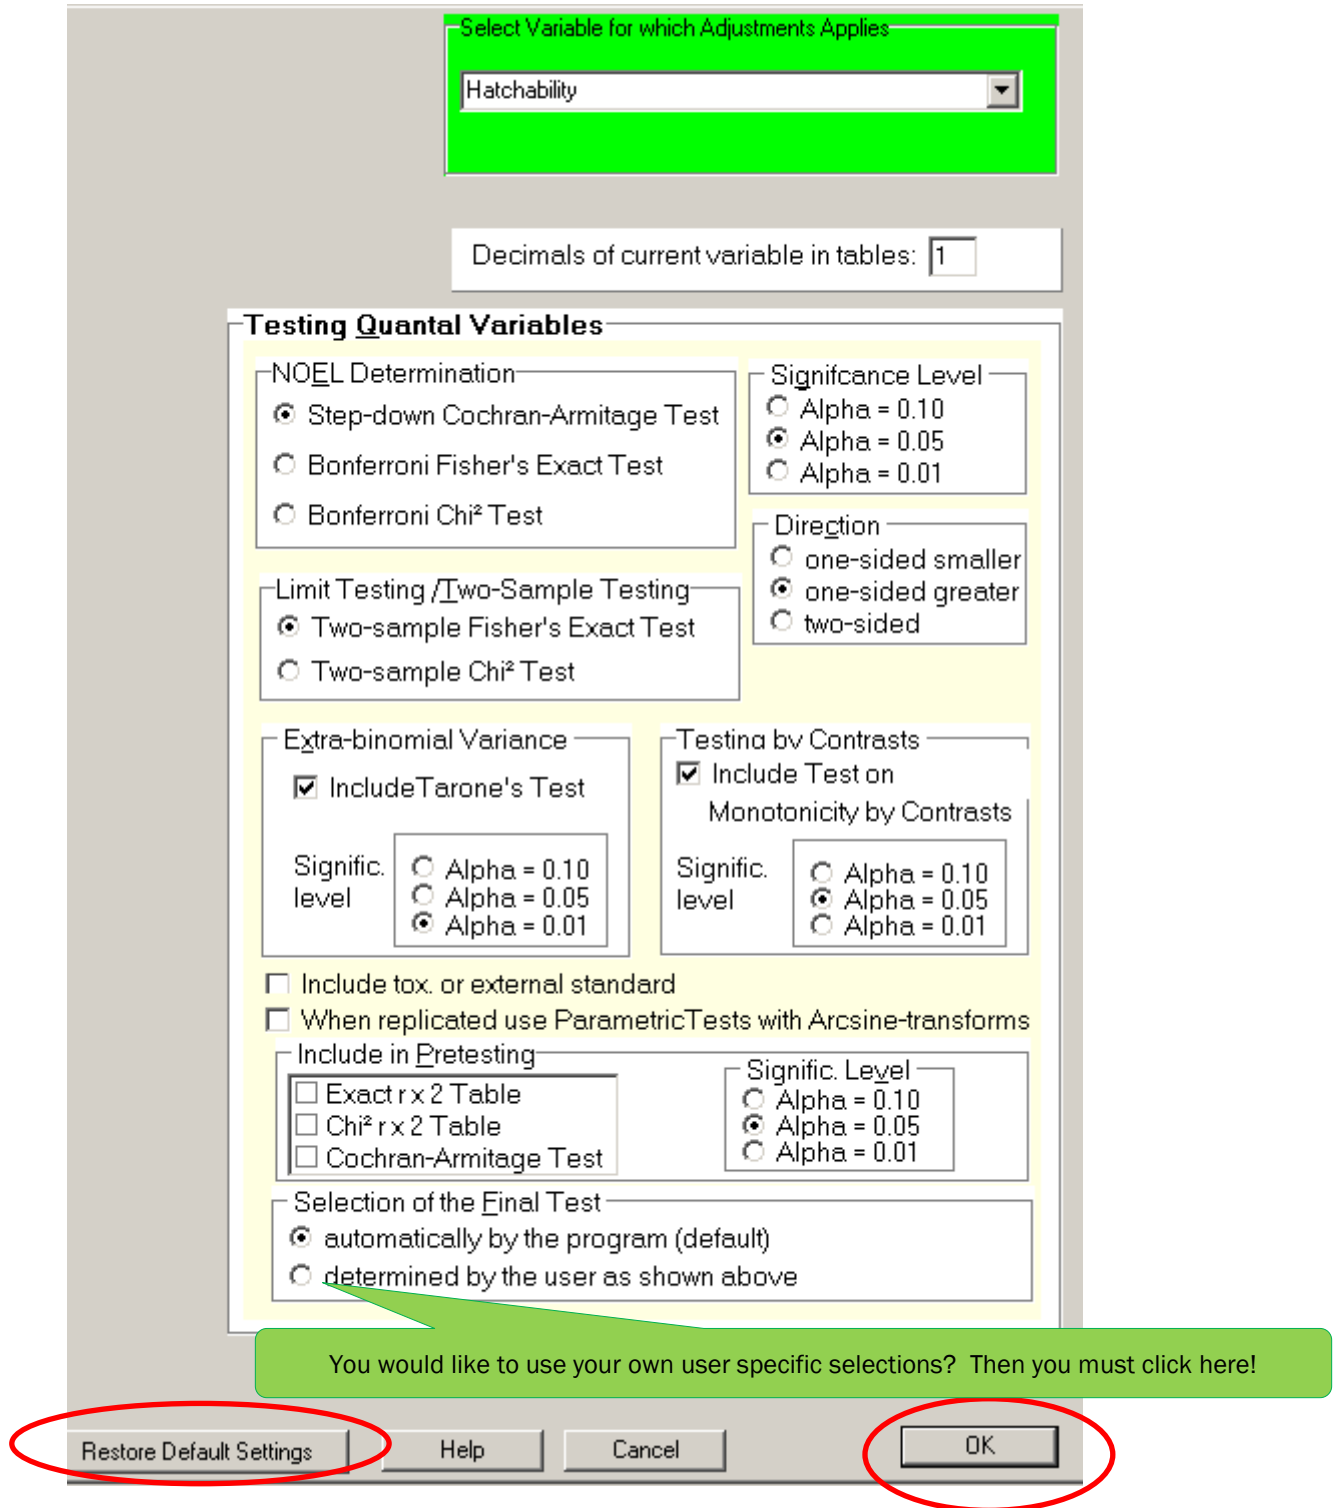 Select Variable for which Adjustments Applies
Hatchability
Decimals of current variable in tables: 1
Testing Quantal Variables
NOEL Determination
Step-down Cochran-Armitage Test
Bonferroni Fisher's Exact Test
Bonferroni Chi² Test
Signifcance Level
Alpha = 0.10
Alpha = 0.05
Alpha = 0.01
Direction
one-sided smaller
one-sided greater
two-sided
Limit Testing /Two-Sample Testing
Two-sample Fisher's Exact Test
Two-sample Chi² Test
Extra-binomial Variance
IncludeTarone's Test
Signific.
level
Alpha = 0.10
Alpha = 0.05
Alpha = 0.01
Testing by Contrasts
Include Test on
Monotonicity by Contrasts
Signific.
level
Alpha = 0.10
Alpha = 0.05
Alpha = 0.01
Include tox. or external standard
When replicated use ParametricTests with Arcsine-transforms
Include in Pretesting
Exact r x 2 Table
Chi² r x 2 Table
Cochran-Armitage Test
Signific. Level
Alpha = 0.10
Alpha = 0.05
Alpha = 0.01
Selection of the Final Test
automatically by the program (default)
determined by the user as shown above
You would like to use your own user specific selections? Then you must click here!
Restore Default Settings
Help
Cancel
OK